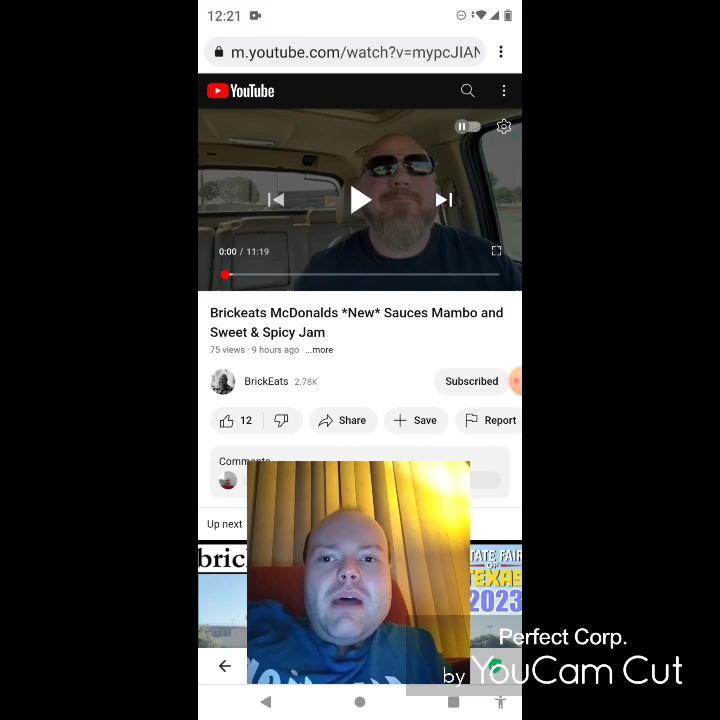 12:21
m.youtube.com/watch?v=mypcJIAN
YouTube
0:00 / 11:19
Brickeats McDonalds *New* Sauces Mambo and
Sweet & Spicy Jam
75 views · 9 hours ago ...more
BrickEats 2.78K
Subscribed
12
Share
Save
Report
Comments
Up next
bric
TATE FAIR
OF
TEXAS
2023
Perfect Corp.
by YouCam Cut